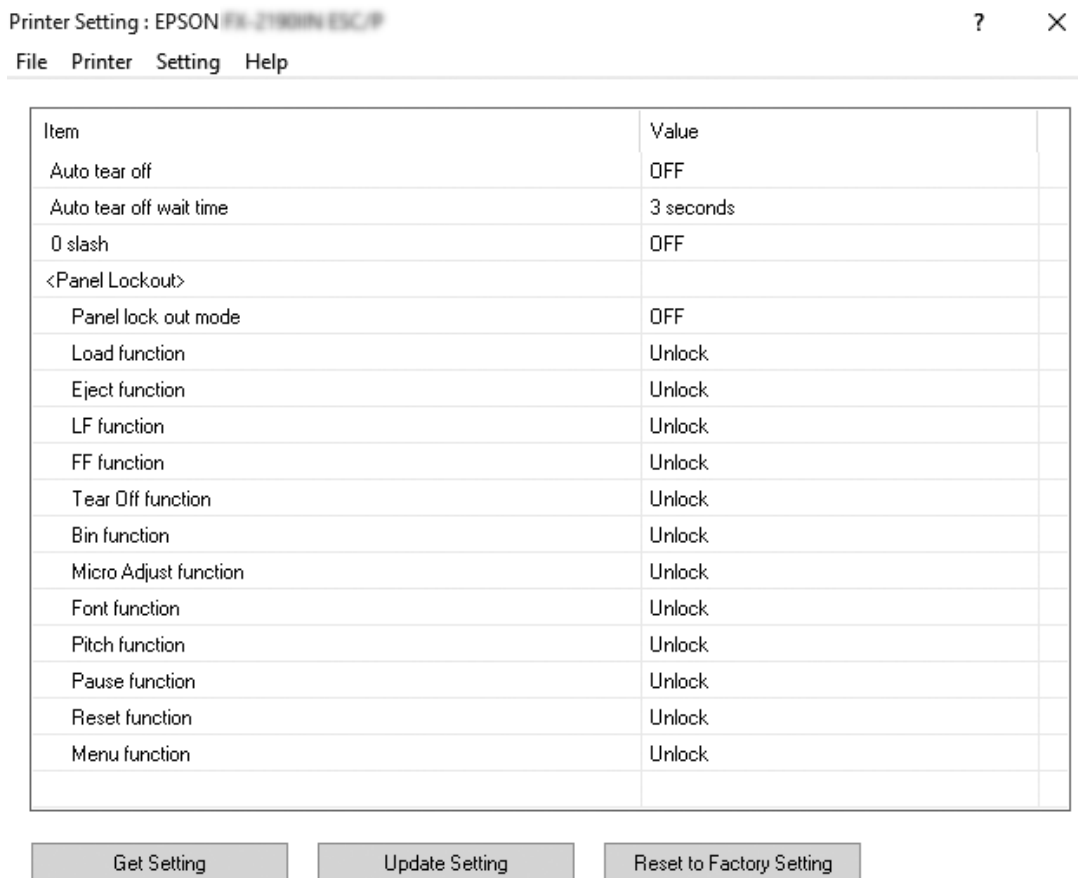 Printer Setting : EPSON
? ×
File Printer Setting Help
Item Value
Auto tear off OFF
Auto tear off wait time 3 seconds
0 slash OFF
<Panel Lockout>
Panel lock out mode OFF
Load function Unlock
Eject function Unlock
LF function Unlock
FF function Unlock
Tear Off function Unlock
Bin function Unlock
Micro Adjust function Unlock
Font function Unlock
Pitch function Unlock
Pause function Unlock
Reset function Unlock
Menu function Unlock
Get Setting Update Setting Reset to Factory Setting